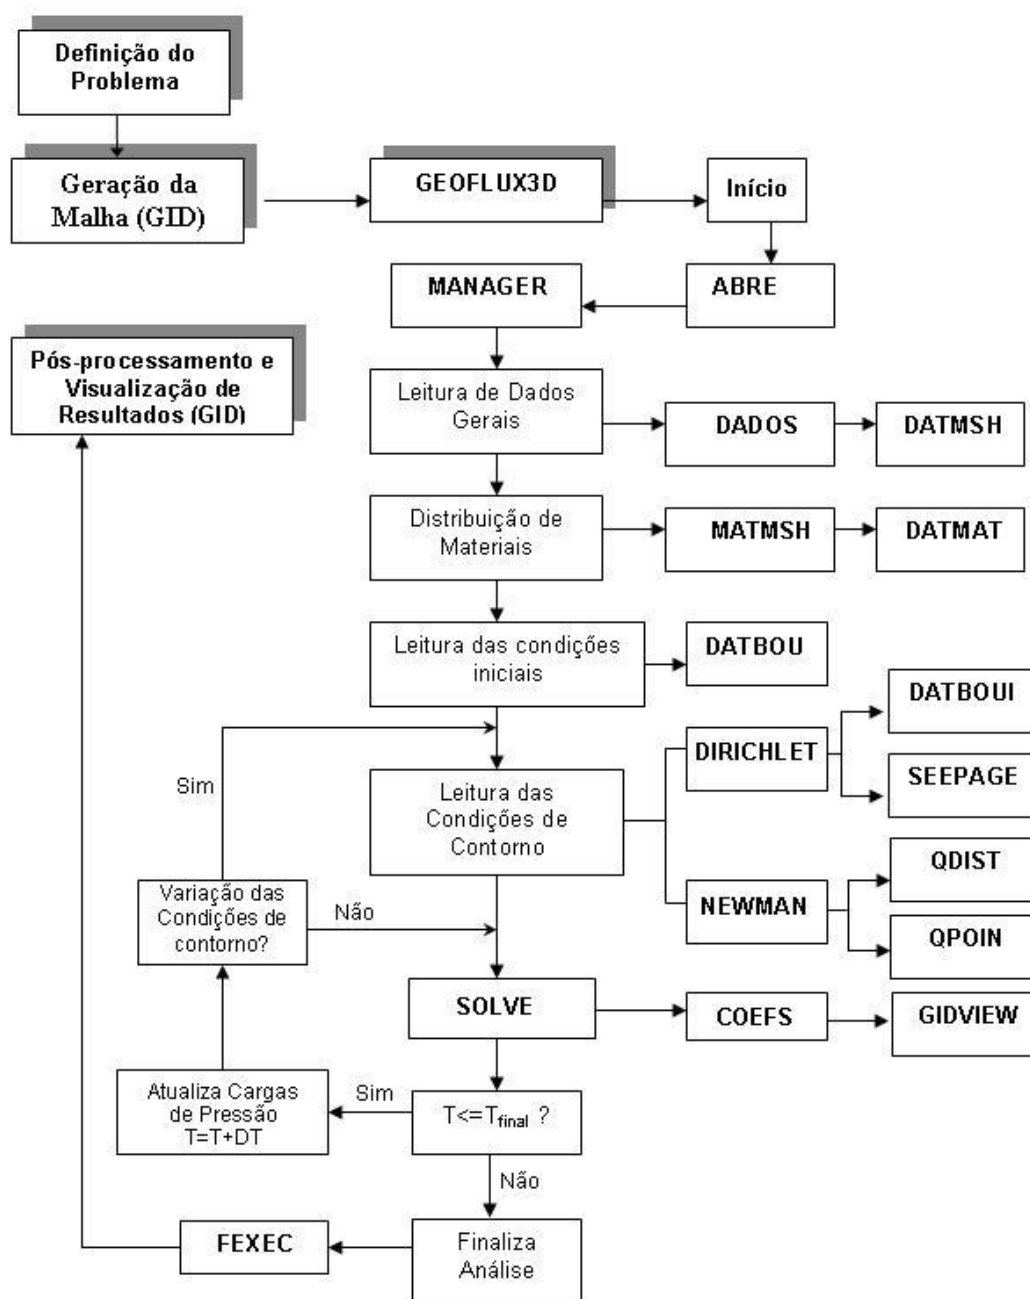 Definição do
Problema
Geração da
Malha (GID)
GEOFLUX3D
Início
MANAGER
ABRE
Pós-processamento e
Visualização de
Resultados (GID)
Leitura de Dados
Gerais
DADOS
DATMSH
Distribuição de
Materiais
MATMSH
DATMAT
Leitura das condições
iniciais
DATBOU
DATBOUI
DIRICHLET
SEEPAGE
Sim
Leitura das
Condições de
Contorno
QDIST
Variação das
Condições de
contorno?
Não
NEWMAN
QPOIN
SOLVE
COEFS
GIDVIEW
Atualiza Cargas
de Pressão
T=T+DT
Sim
T<=Tfinal ?
Não
FEXEC
Finaliza
Análise